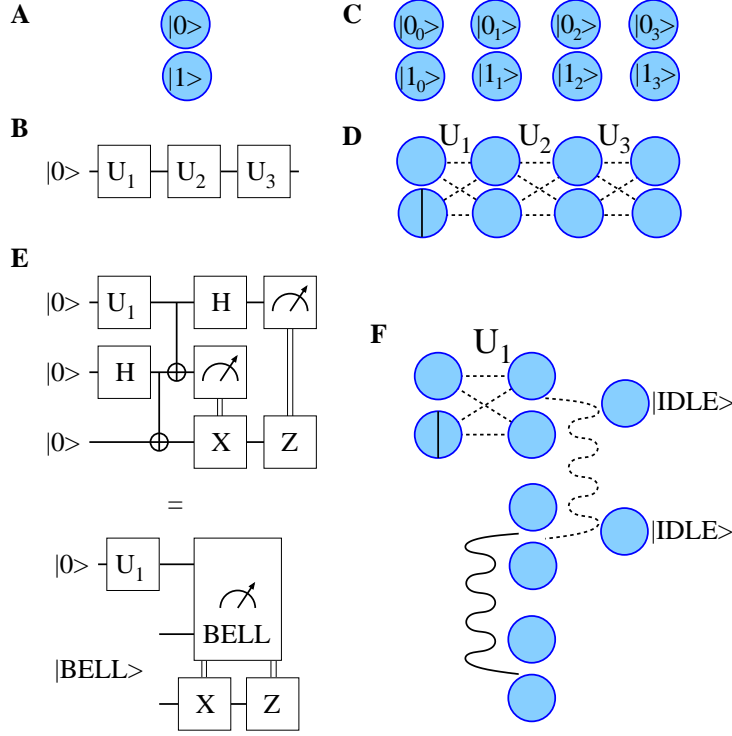 A
|0>
|1>
B
|0> U₁ U₂ U₃
C
|0₀> |0₁> |0₂> |0₃>
|1₀> |1₁> |1₂> |1₃>
D
U₁ U₂ U₃
E
|0> U₁ H
|0> H
|0> X Z
=
|0> U₁
BELL
|BELL>
X Z
F
U₁
|IDLE>
|IDLE>